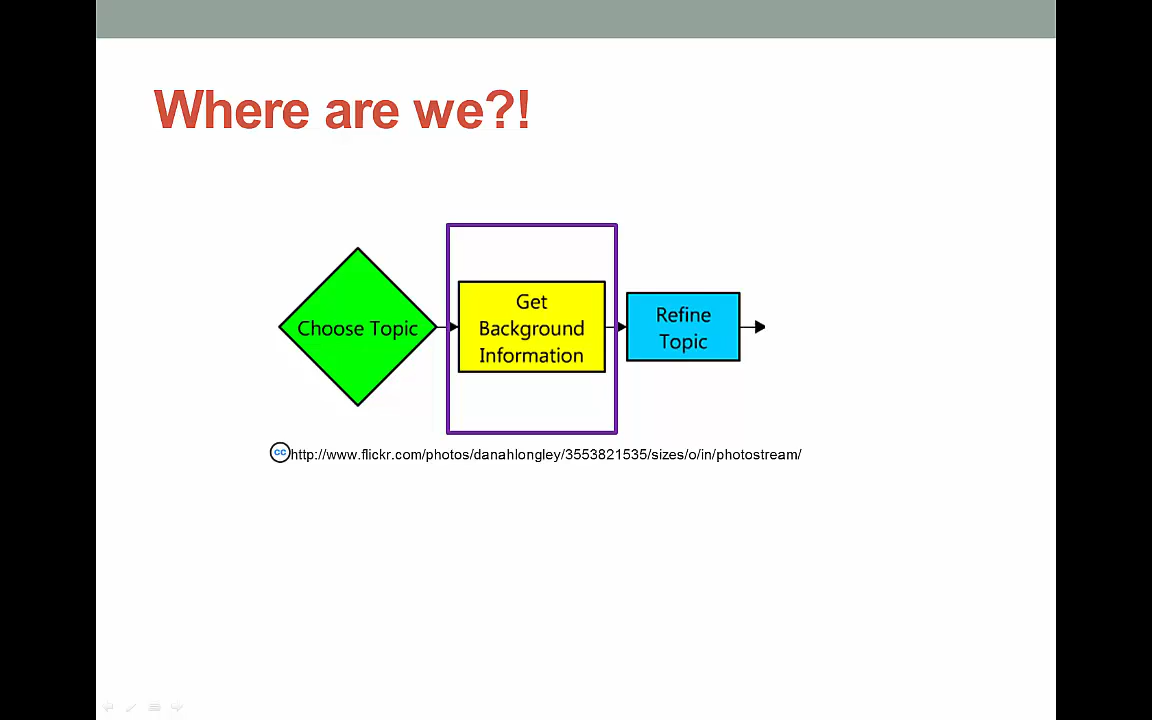 Where are we?!
Choose Topic
Get
Background
Information
Refine
Topic
cc http://www.flickr.com/photos/danahlongley/3553821535/sizes/o/in/photostream/